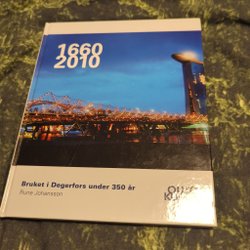 1660
2010
Bruket i Degerfors under 350 år
Rune Johansson